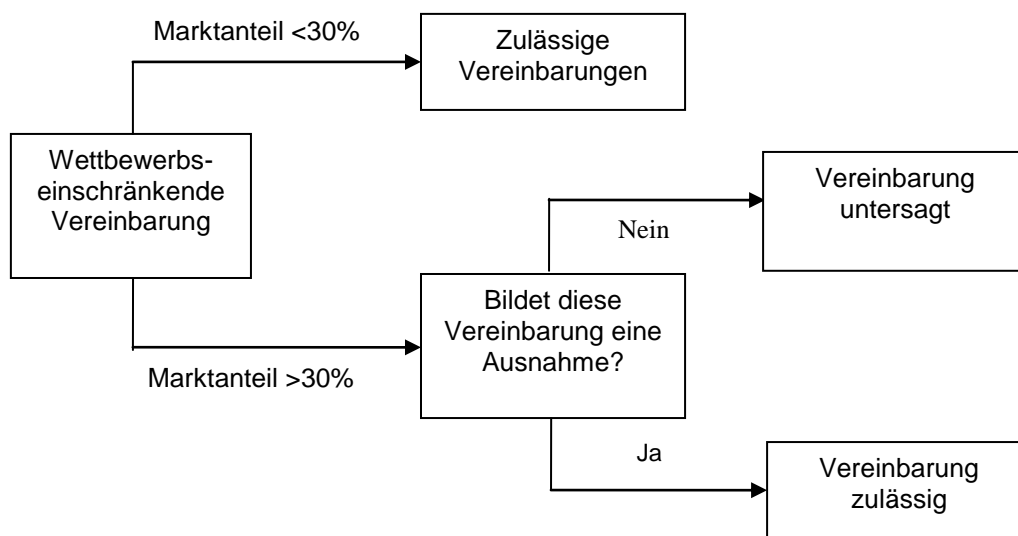 Marktanteil <30%
Zulässige
Vereinbarungen
Wettbewerbs-
einschränkende
Vereinbarung
Vereinbarung
untersagt
Nein
Bildet diese
Vereinbarung eine
Ausnahme?
Marktanteil >30%
Ja
Vereinbarung
zulässig